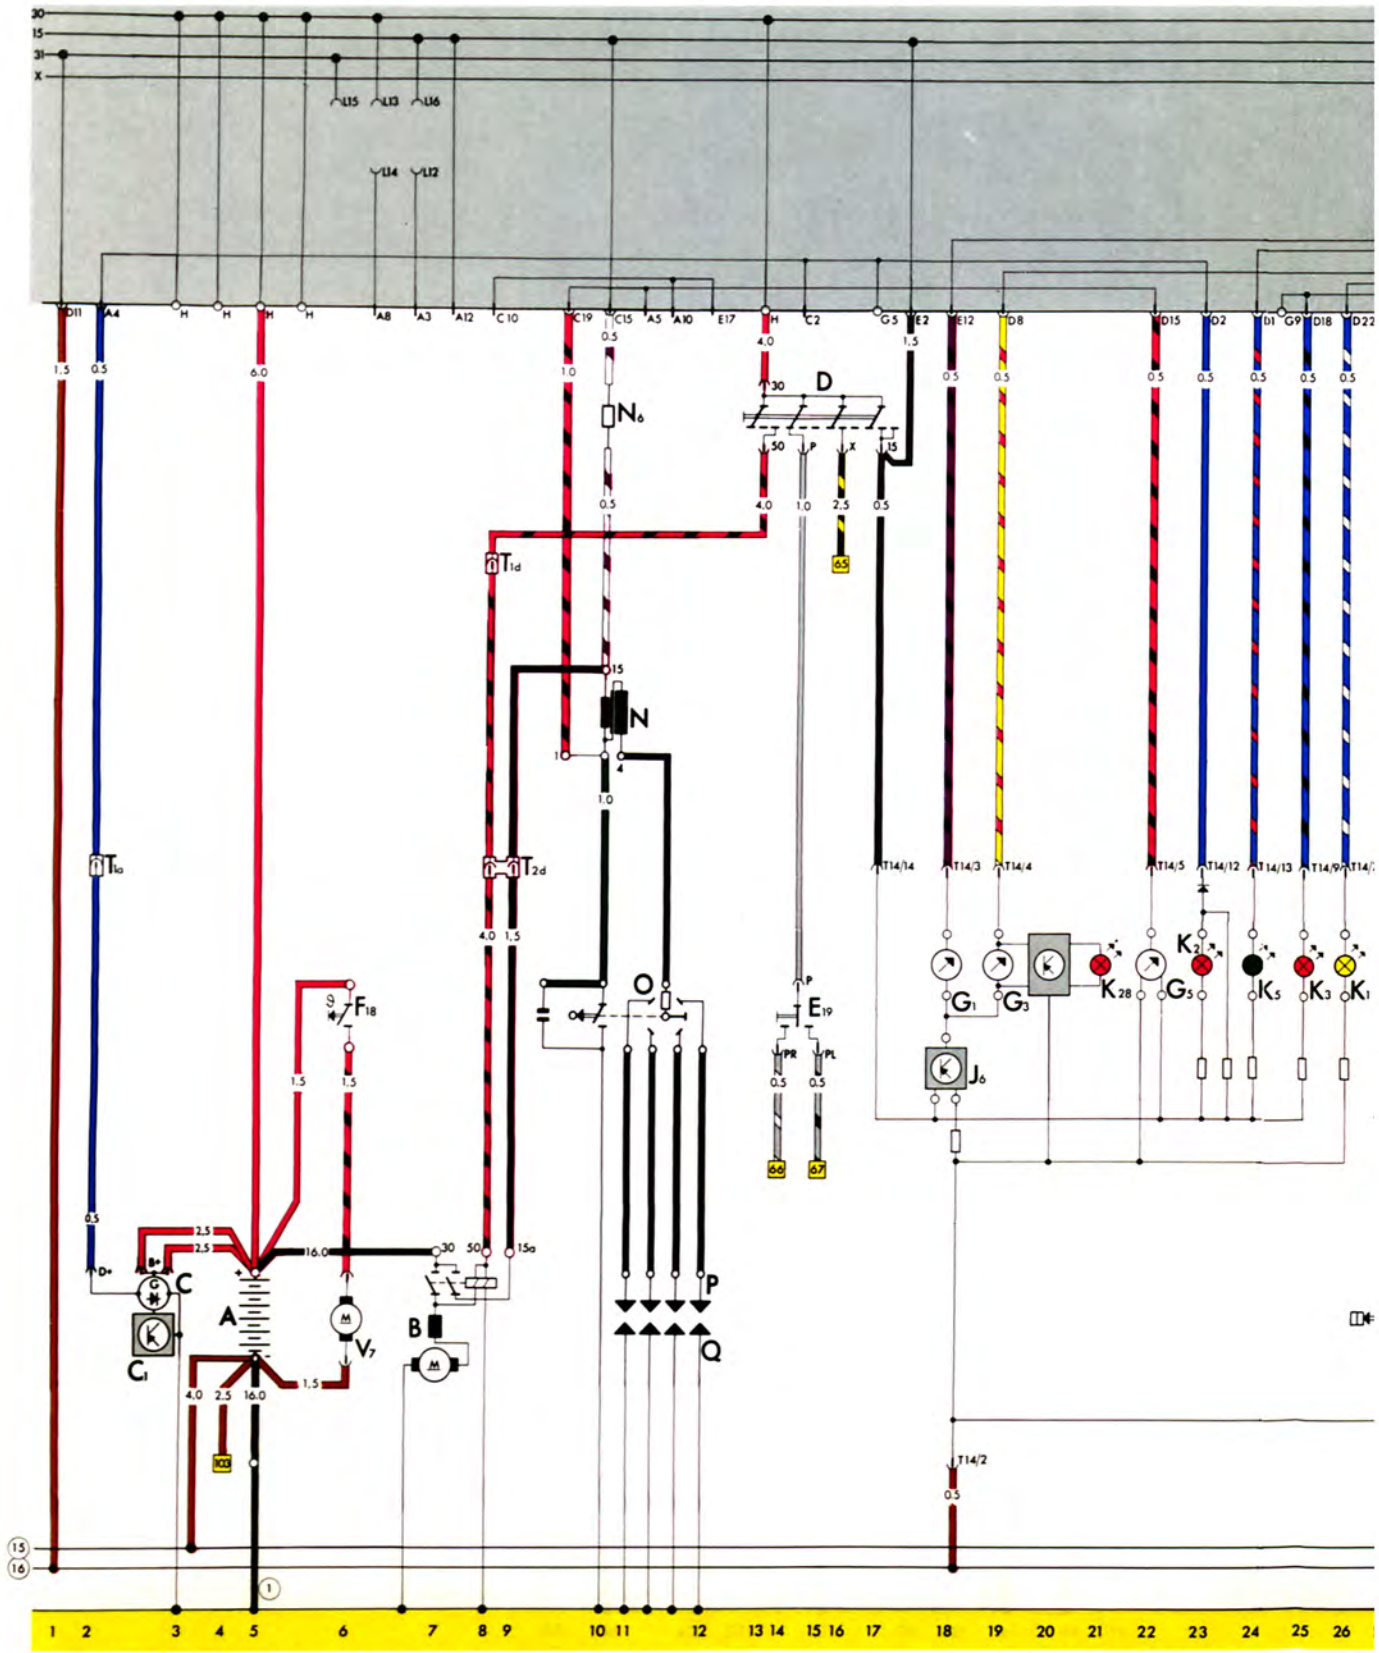 30
15
31
X
L15 L13 L16
L14 L12
D11 A4 H H H H A8 A3 A12 C10 C19 C15 A5 A10 E17 H C2 G5 E2 E12 D8 D15 D2 D1 G9 D18 D22
0.5 4.0 1,5
1,5 0.5 6.0 1.0 0.5 0.5 0.5 0.5 0.5 0.5 0.5
30 D
N6
50 P X 15
0.5 4.0 1,0 2,5 0.5
T1d 65
15
N
1 4
1.0
T1a T2d T14/14 T14/3 T14/4 T14/5 T14/12 T14/13 T14/9
4.0 1,5
K2
O P
F18 E19 G1 G3 K28 G5 K5 K3 K1
PR PL
1.5 1,5 0.5 0.5 J6
66 67
0.5
2,5
2,5 16.0 30 50 15a
D+ B+ +
G C P
A B M
M V7 Q
C1 - M
4.0 2.5 16.0 1,5
103 T14/2
0.5
15
16
1
1 2 3 4 5 6 7 8 9 10 11 12 13 14 15 16 17 18 19 20 21 22 23 24 25 26